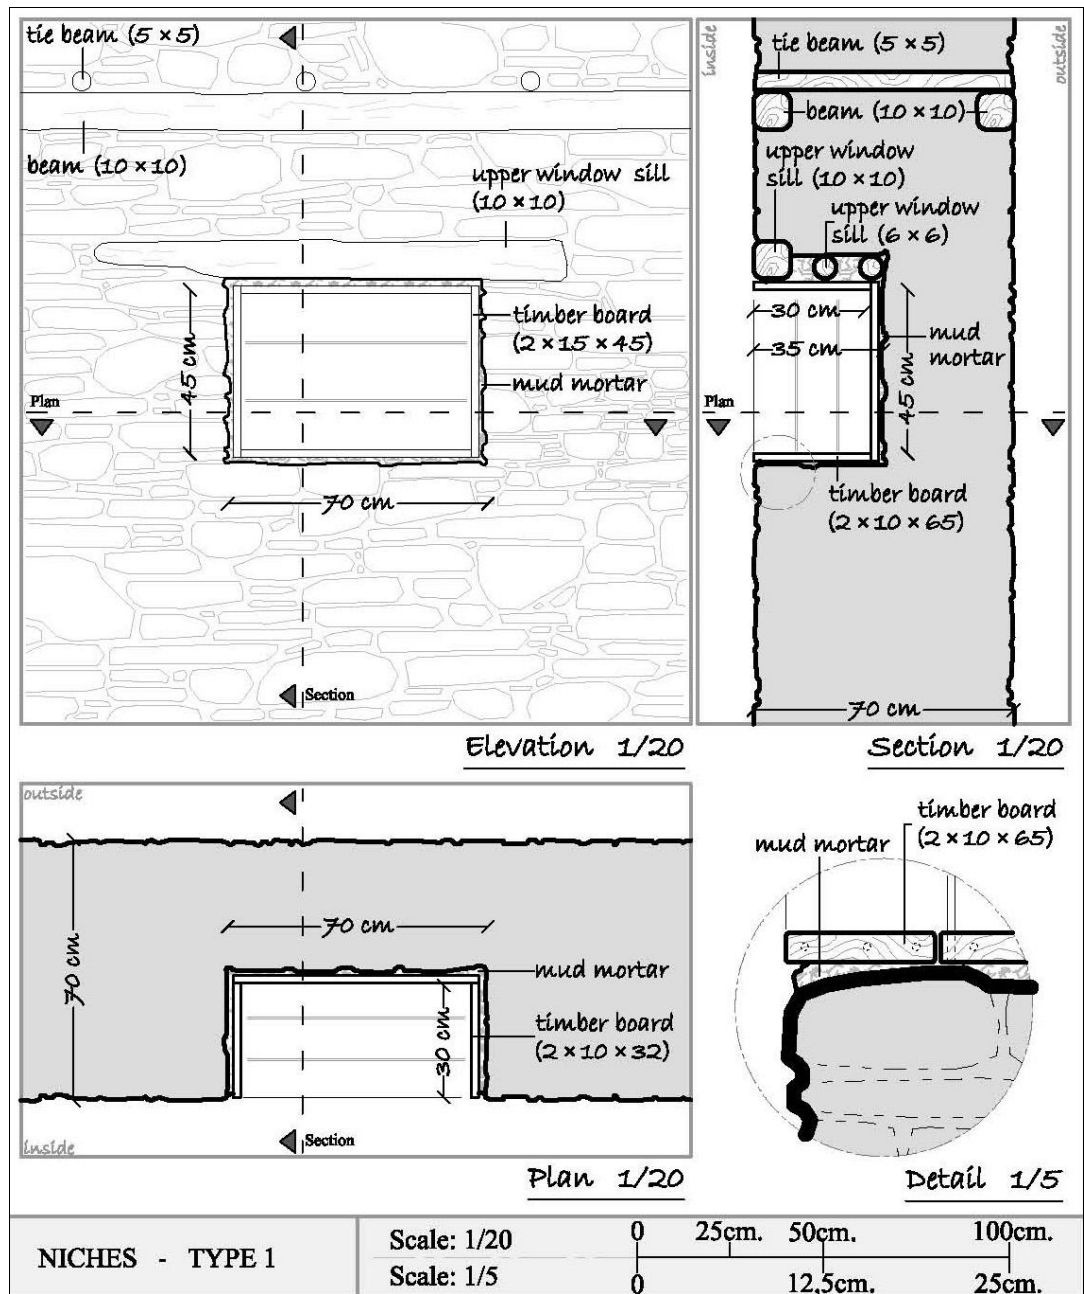 tie beam (5 × 5)
beam (10 × 10)
upper window sill
(10 × 10)
timber board
(2 × 15 × 45)
mud mortar
45 cm
Plan
70 cm
Section
Elevation 1/20
inside
outside
tie beam (5 × 5)
beam (10 × 10)
upper window
sill (10 × 10)
upper window
sill (6 × 6)
30 cm
35 cm
mud
mortar
45 cm
Plan
timber board
(2 × 10 × 65)
70 cm
Section 1/20
outside
70 cm
70 cm
mud mortar
timber board
(2 × 10 × 32)
30 cm
inside
Section
Plan 1/20
timber board
(2 × 10 × 65)
mud mortar
Detail 1/5
NICHES - TYPE 1
Scale: 1/20
0 25cm. 50cm. 100cm.
Scale: 1/5
0 12,5cm. 25cm.